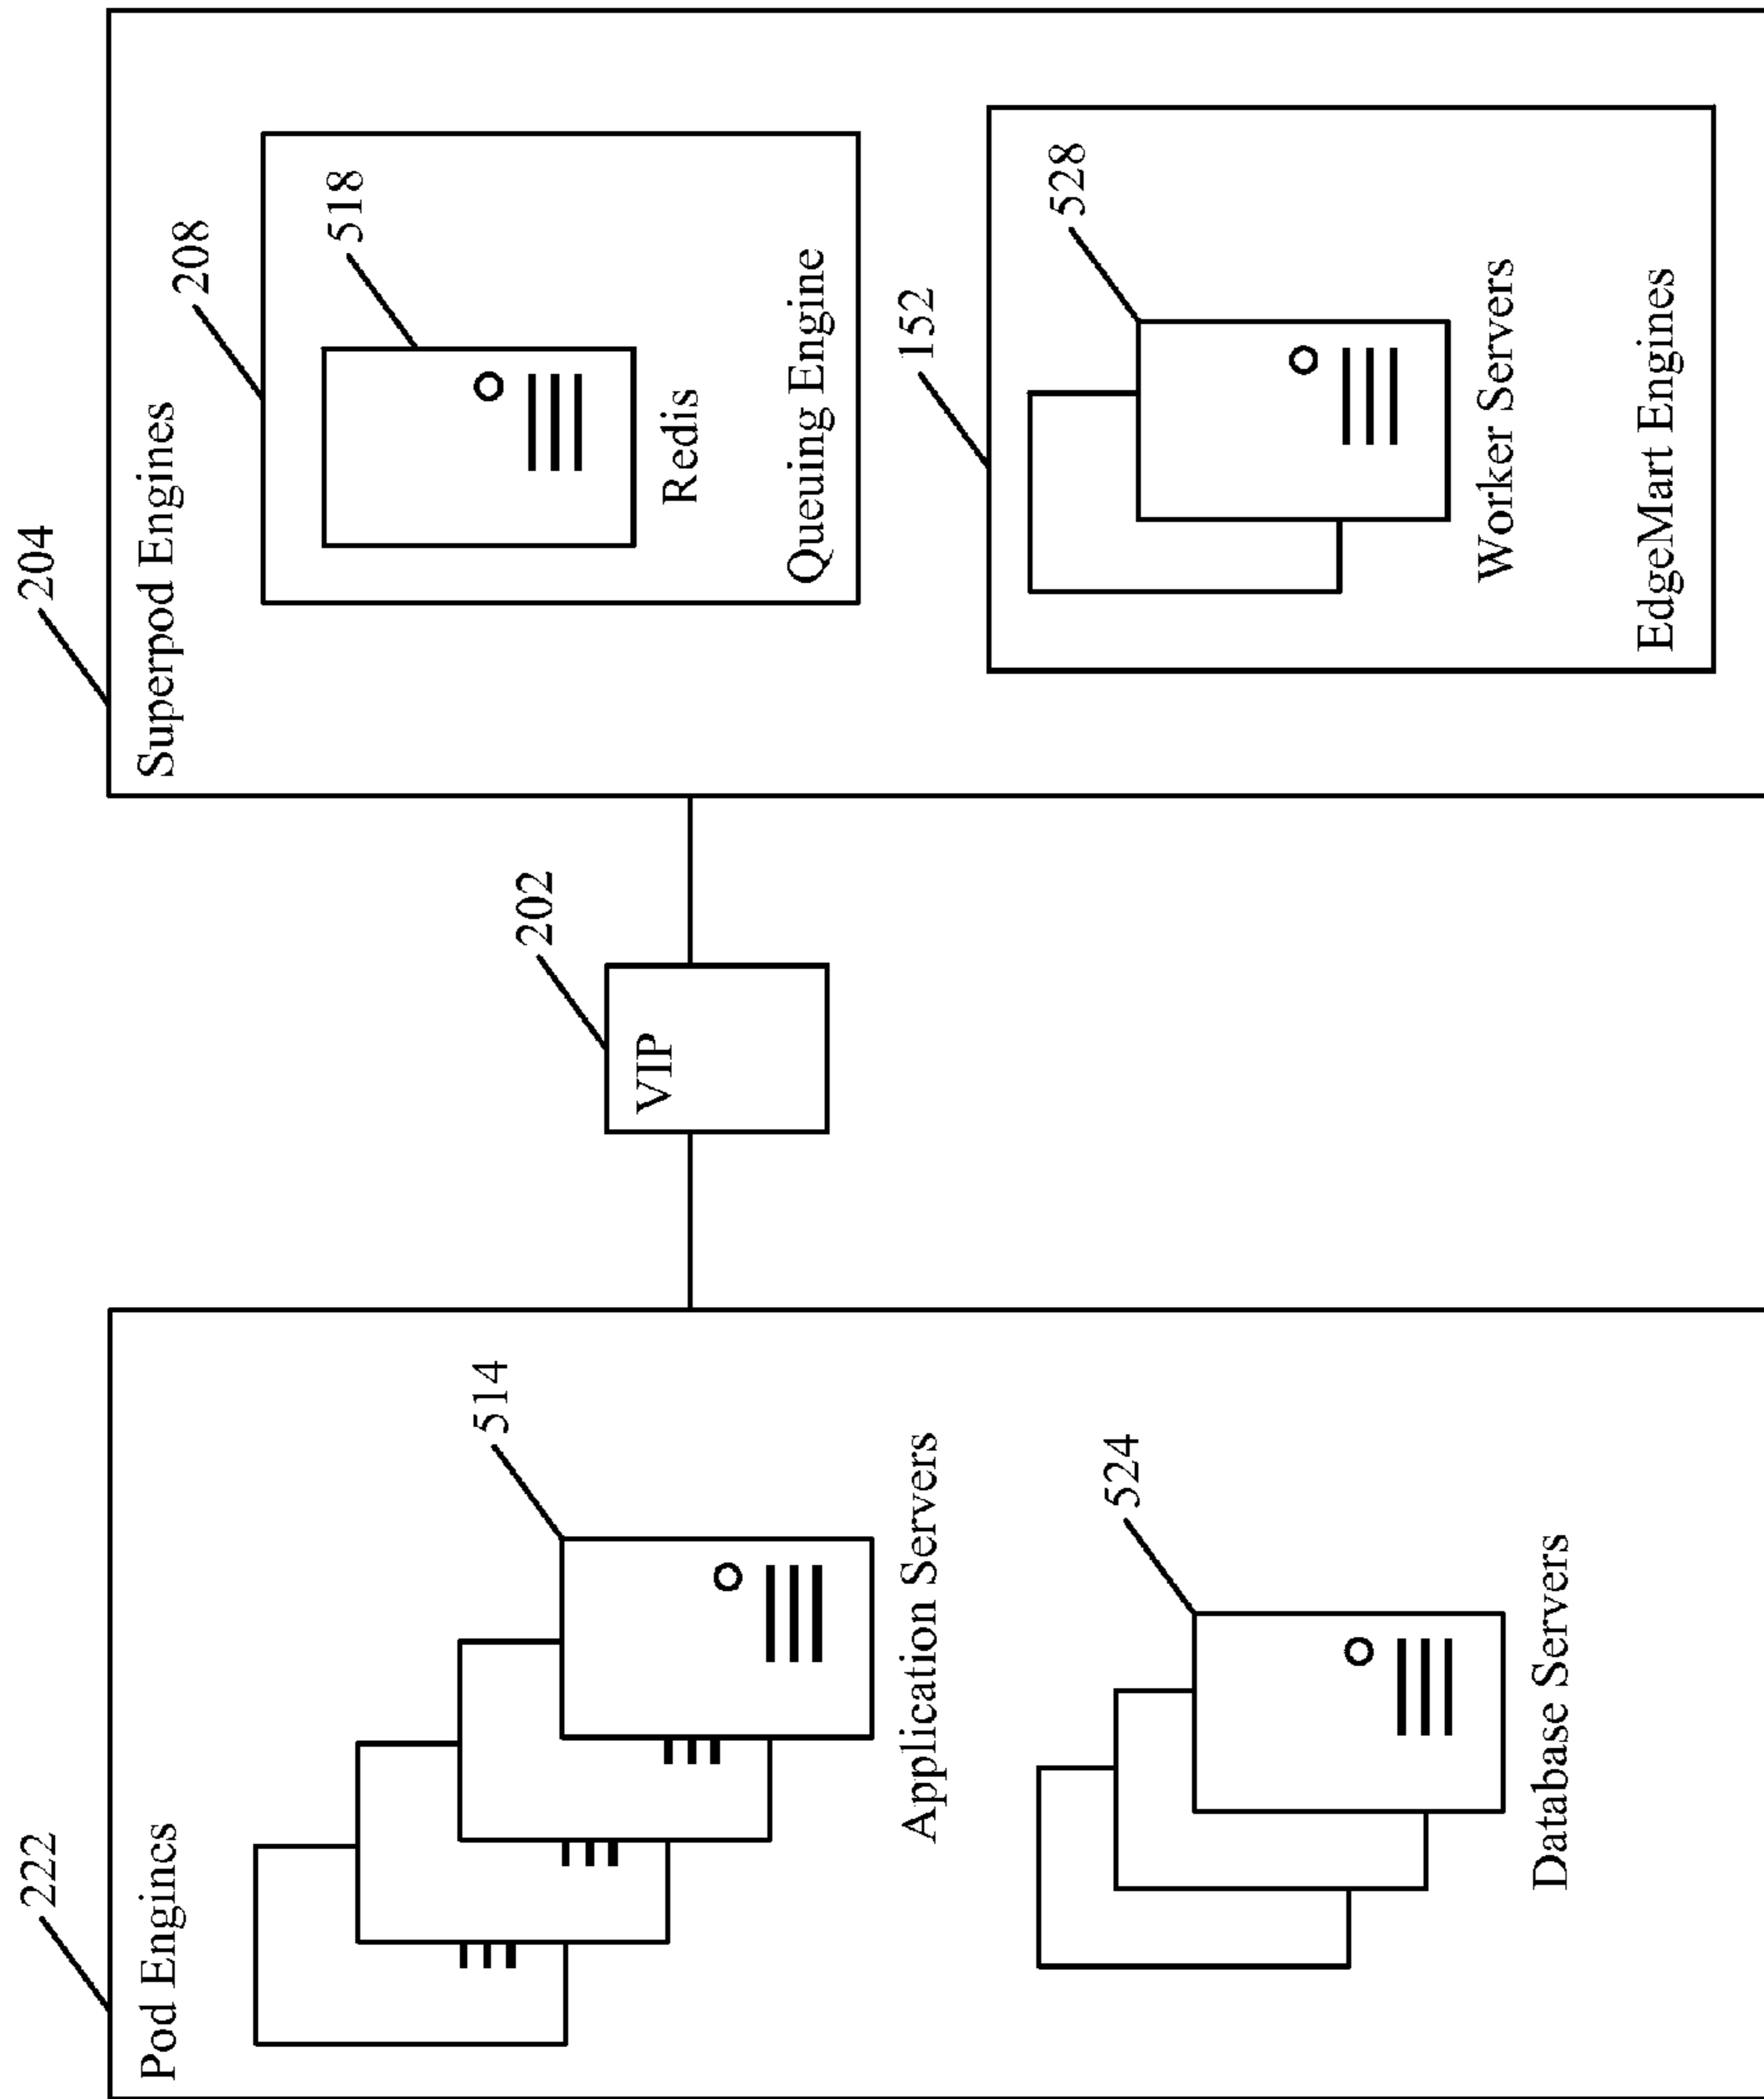 222
Pod Engines
514
Application Servers
524
Database Servers
202
VIP
204
Superpod Engines
208
518
Redis
Queuing Engine
152
528
Worker Servers
EdgeMart Engines